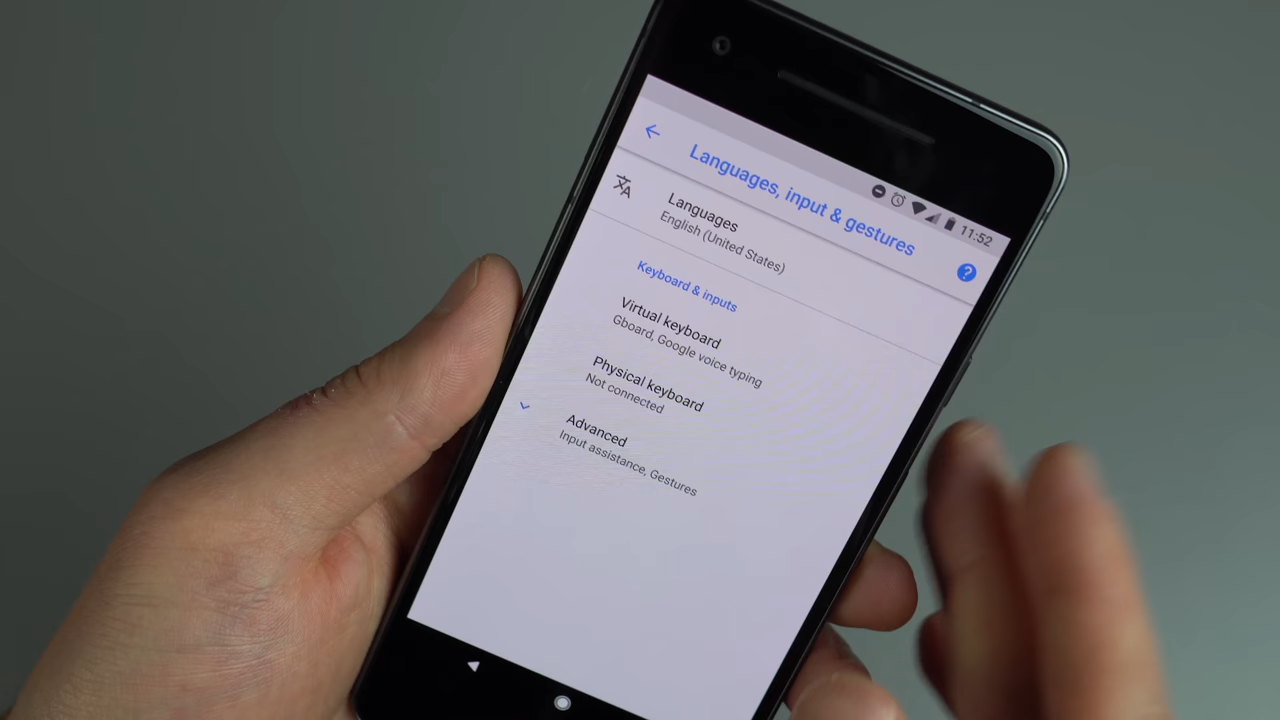 11:52
Languages, input & gestures
?
Languages
English (United States)
Keyboard & inputs
Virtual keyboard
Gboard, Google voice typing
Physical keyboard
Not connected
Advanced
Input assistance, Gestures